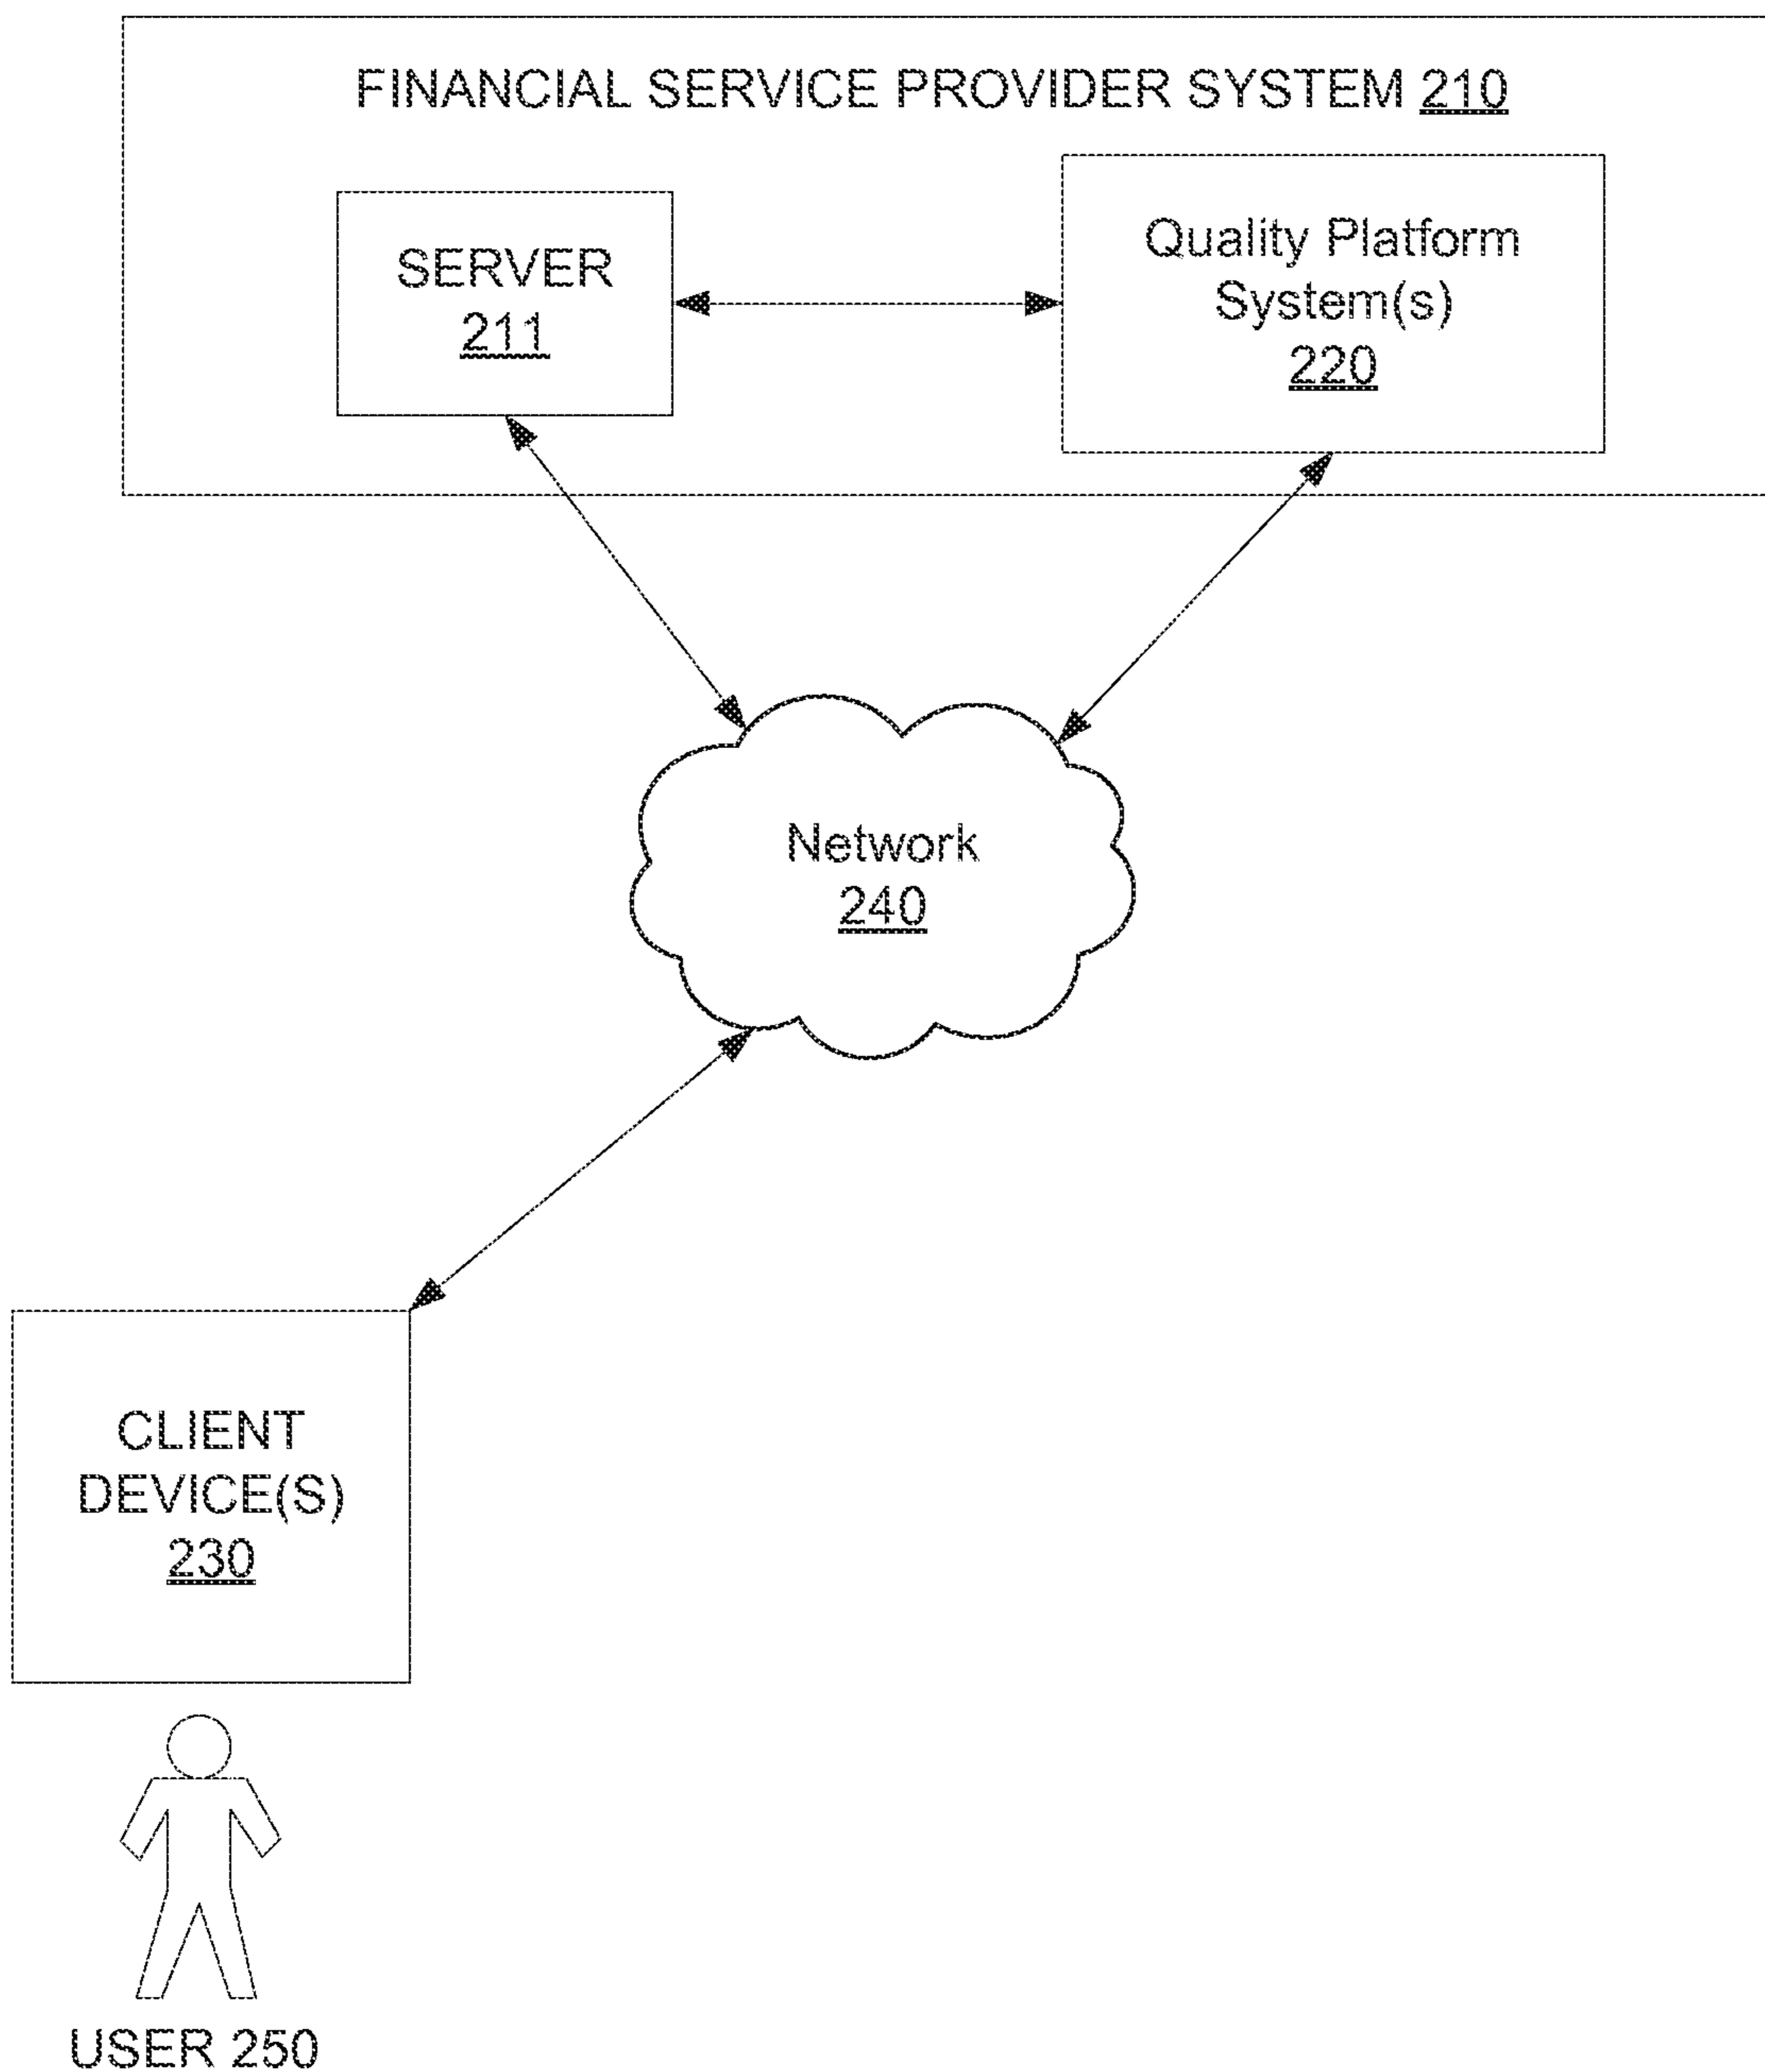 FINANCIAL SERVICE PROVIDER SYSTEM 210
SERVER
211
Quality Platform
System(s)
220
Network
240
CLIENT
DEVICE(S)
230
USER 250